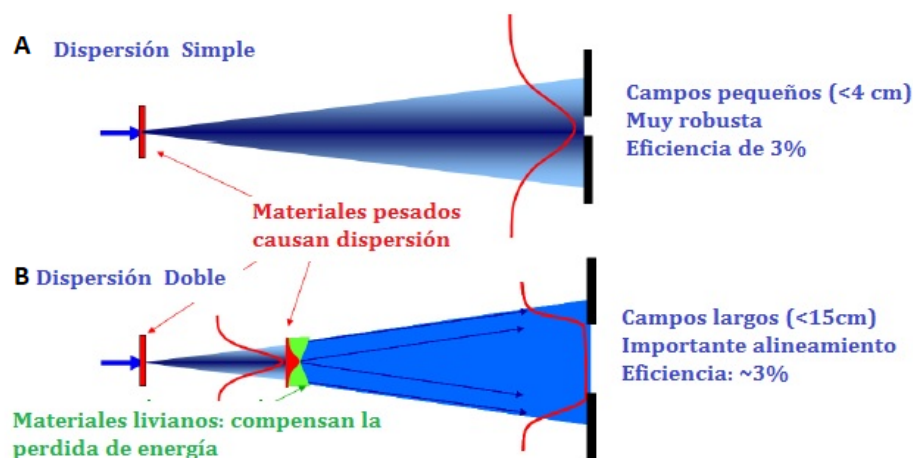 A Dispersión Simple
Campos pequeños (<4 cm)
Muy robusta
Eficiencia de 3%
Materiales pesados
causan dispersión
B Dispersión Doble
Campos largos (<15cm)
Importante alineamiento
Eficiencia: ~3%
Materiales livianos: compensan la
perdida de energía